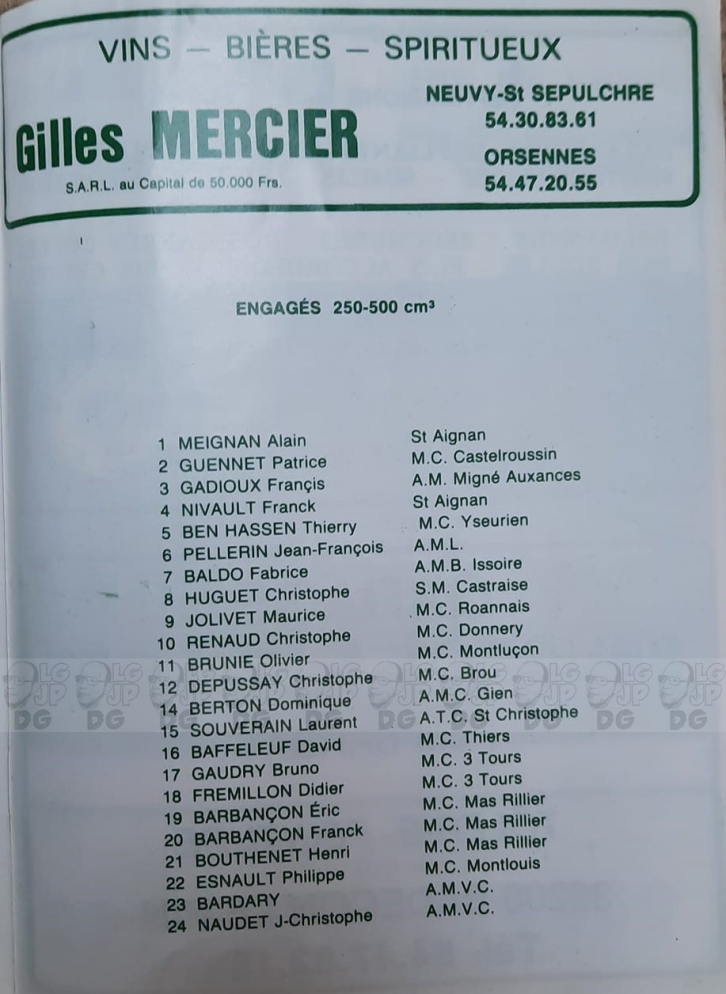 VINS — BIÈRES — SPIRITUEUX
Gilles MERCIER
S.A.R.L. au Capital de 50.000 Frs.
NEUVY-St SEPULCHRE
54.30.83.61
ORSENNES
54.47.20.55
ENGAGÉS 250-500 cm³
1 MEIGNAN Alain St Aignan
2 GUENNET Patrice M.C. Castelroussin
3 GADIOUX Françis A.M. Migné Auxances
4 NIVAULT Franck St Aignan
5 BEN HASSEN Thierry M.C. Yseurien
6 PELLERIN Jean-François A.M.L.
7 BALDO Fabrice A.M.B. Issoire
8 HUGUET Christophe S.M. Castraise
9 JOLIVET Maurice M.C. Roannais
10 RENAUD Christophe M.C. Donnery
11 BRUNIE Olivier M.C. Montluçon
12 DEPUSSAY Christophe M.C. Brou
14 BERTON Dominique A.M.C. Gien
15 SOUVERAIN Laurent A.T.C. St Christophe
16 BAFFELEUF David M.C. Thiers
17 GAUDRY Bruno M.C. 3 Tours
18 FREMILLON Didier M.C. 3 Tours
19 BARBANÇON Éric M.C. Mas Rillier
20 BARBANÇON Franck M.C. Mas Rillier
21 BOUTHENET Henri M.C. Mas Rillier
22 ESNAULT Philippe M.C. Montlouis
23 BARDARY A.M.V.C.
24 NAUDET J-Christophe A.M.V.C.